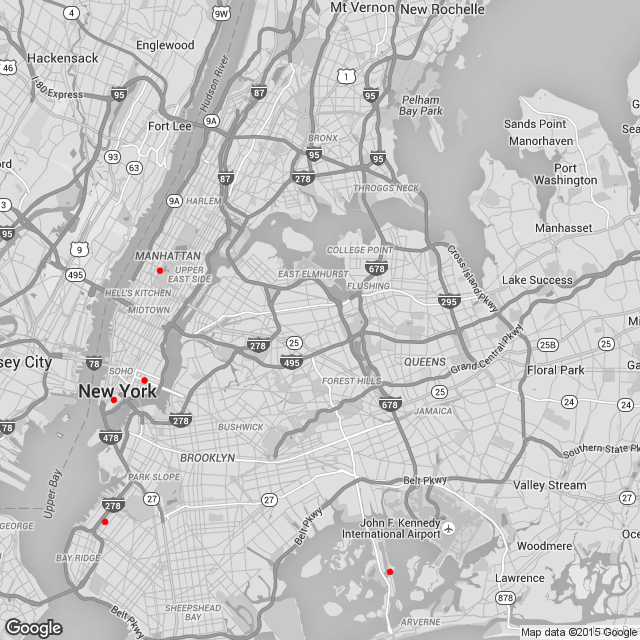 4
9W
Mt Vernon
New Rochelle
Hackensack
Englewood
46
I-80 Express
95
87
1
95
Hudson River
9A
Pelham
Bay Park
Fort Lee
Sands Point
Manorhaven
BRONX
93
63
95
95
Port
Washington
87
278
THROGGS NECK
9A
HARLEM
3
95
9
Manhasset
COLLEGE POINT
MANHATTAN
UPPER
EAST SIDE
EAST ELMHURST
678
Cross Island Pkwy
495
Lake Success
FLUSHING
HELL'S KITCHEN
MIDTOWN
295
278
25
25B
Grand Central Pkwy
sey City
78
SOHO
495
QUEENS
Floral Park
FOREST HILLS
New York
25
24
24
678
JAMAICA
278
BUSHWICK
78
478
BROOKLYN
Southern State Pkwy
PARK SLOPE
Belt Pkwy
Valley Stream
27
27
27
278
Upper Bay
Belt Pkwy
GEORGE
John F. Kennedy
International Airport
BAY RIDGE
Woodmere
Lawrence
878
SHEEPSHEAD
BAY
Belt Pkwy
ARVERNE
Google
Map data ©2015 Google